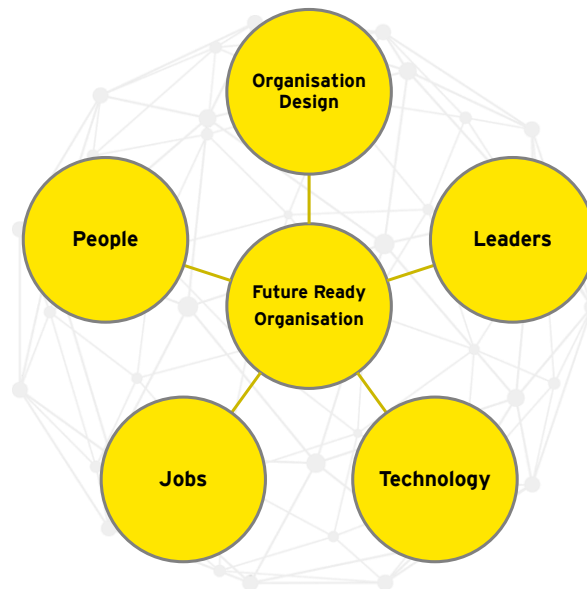 Organisation
Design
People
Leaders
Future Ready
Organisation
Jobs
Technology